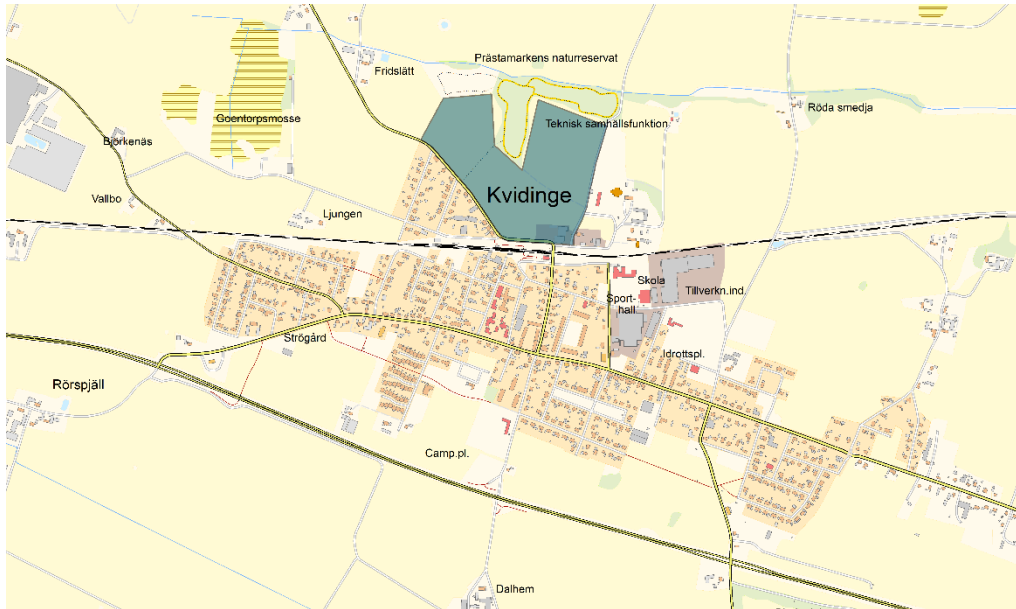 Prästamarkens naturreservat
Fridslätt
Röda smedja
Goentorpsmosse
Teknisk samhällsfunktion
Björkenäs
Kvidinge
Vallbo
Ljungen
Skola
Tillverkn.ind.
Sport-
hall
Strögård
Idrottspl.
Rörspjäll
Camp.pl.
Dalhem